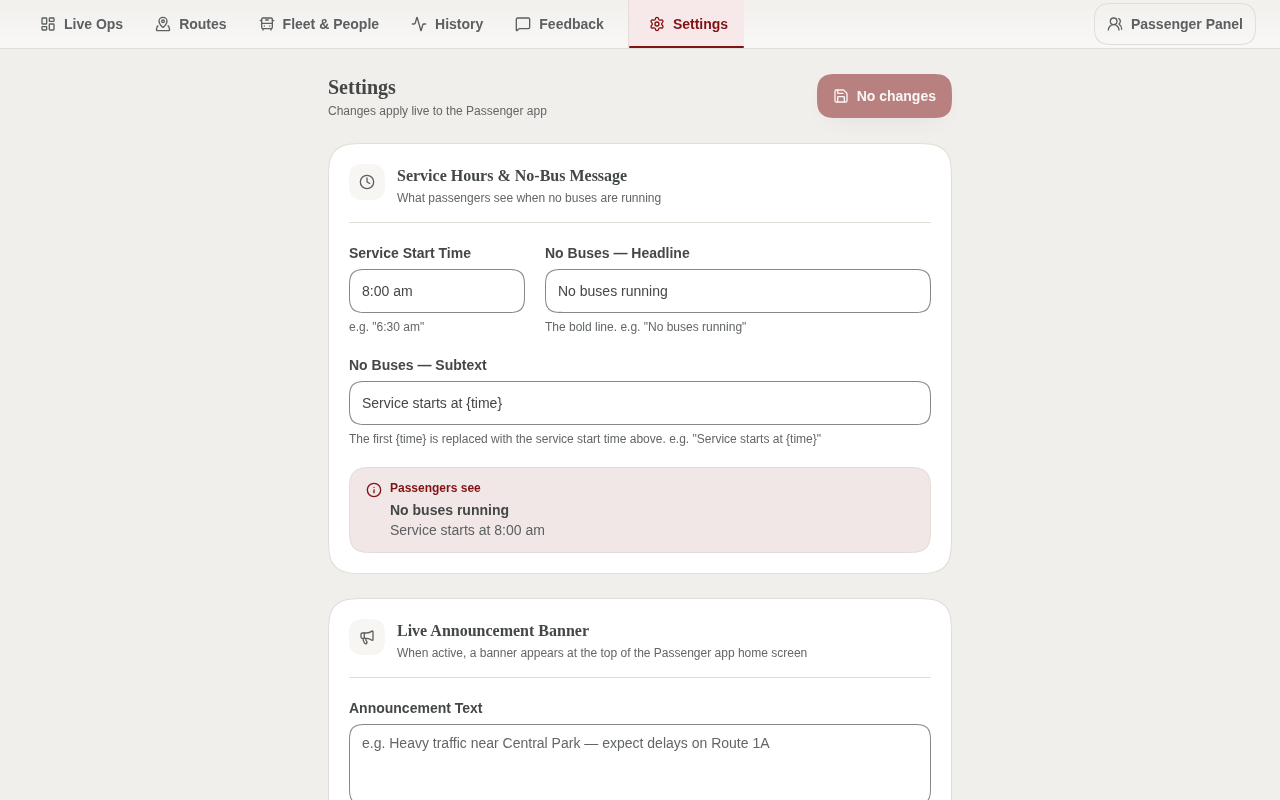 Live Ops
Routes
Fleet & People
History
Feedback
Settings
Passenger Panel
Settings
Changes apply live to the Passenger app
No changes
Service Hours & No-Bus Message
What passengers see when no buses are running
Service Start Time
8:00 am
e.g. "6:30 am"
No Buses — Headline
No buses running
The bold line. e.g. "No buses running"
No Buses — Subtext
Service starts at {time}
The first {time} is replaced with the service start time above. e.g. "Service starts at {time}"
Passengers see
No buses running
Service starts at 8:00 am
Live Announcement Banner
When active, a banner appears at the top of the Passenger app home screen
Announcement Text
e.g. Heavy traffic near Central Park — expect delays on Route 1A